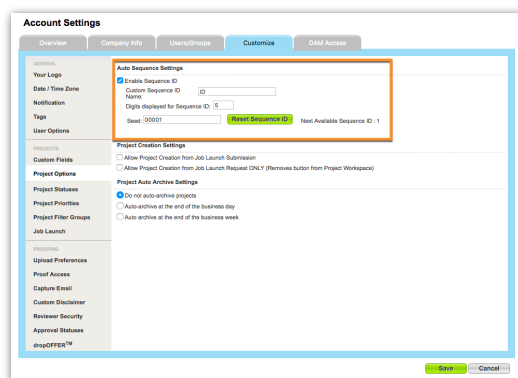 Account Settings
Overview Company Info Users/Groups Customize DAM Access
GENERAL
Your Logo
Date / Time Zone
Notification
Tags
User Options
PROJECTS
Custom Fields
Project Options
Project Statuses
Project Priorities
Project Filter Groups
Job Launch
PROOFING
Upload Preferences
Proof Access
Capture Email
Custom Disclaimer
Reviewer Security
Approval Statuses
dropOFFER™
Auto Sequence Settings
Enable Sequence ID
Custom Sequence ID ID
Name:
Digits displayed for Sequence ID: 5
Seed: 00001 Reset Sequence ID Next Available Sequence ID : 1
Project Creation Settings
Allow Project Creation from Job Launch Submission
Allow Project Creation from Job Launch Request ONLY (Removes button from Project Workspace)
Project Auto Archive Settings
Do not auto-archive projects
Auto-archive at the end of the business day
Auto archive at the end of the business week
Save Cancel